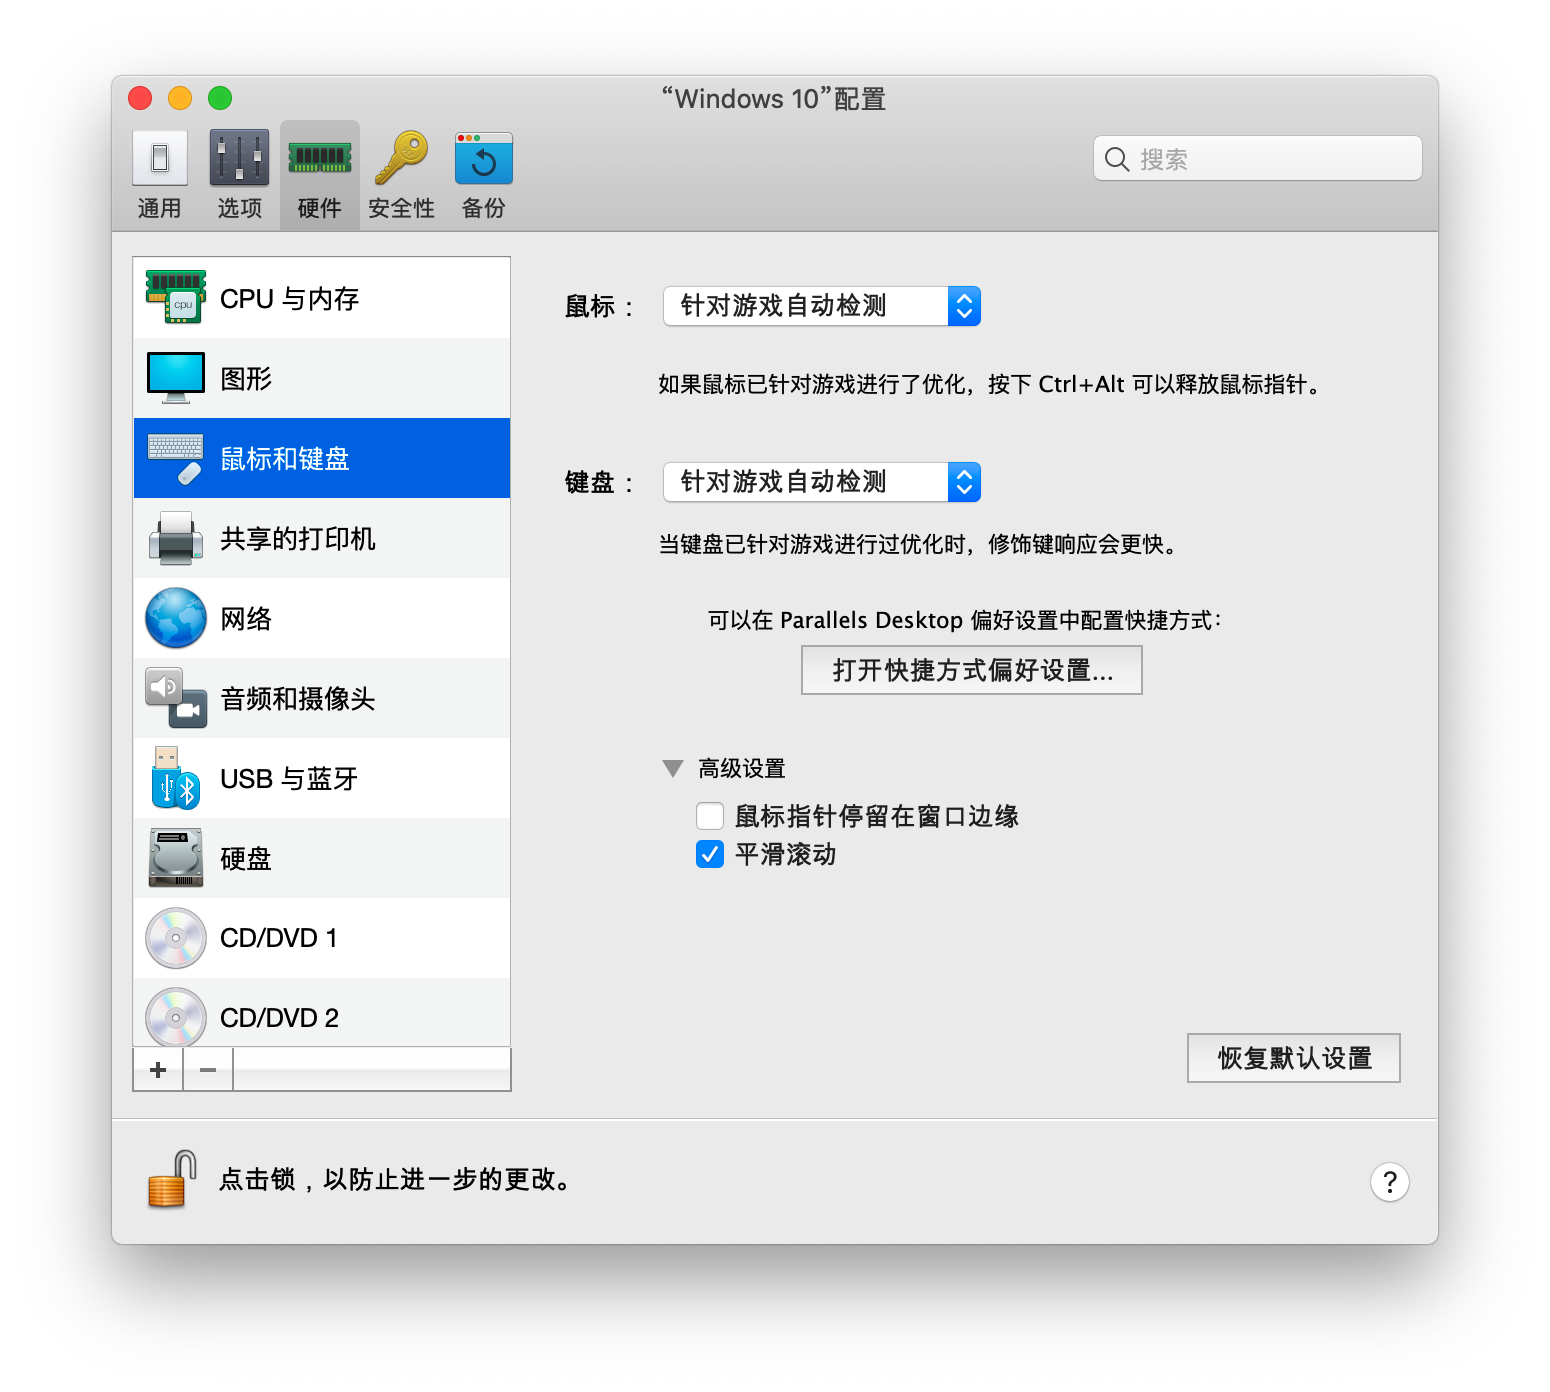 “Windows 10”配置
通用
选项
硬件
安全性
备份
搜索
cpu
CPU 与内存
图形
鼠标和键盘
共享的打印机
网络
音频和摄像头
USB 与蓝牙
硬盘
CD/DVD 1
CD/DVD 2
鼠标：
针对游戏自动检测
如果鼠标已针对游戏进行了优化，按下 Ctrl+Alt 可以释放鼠标指针。
键盘：
针对游戏自动检测
当键盘已针对游戏进行过优化时，修饰键响应会更快。
可以在 Parallels Desktop 偏好设置中配置快捷方式：
打开快捷方式偏好设置...
高级设置
鼠标指针停留在窗口边缘
平滑滚动
恢复默认设置
点击锁，以防止进一步的更改。
?